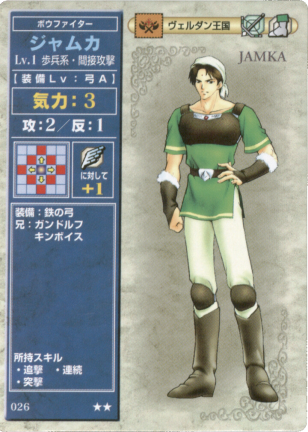 ボウファイター
ジャムカ
Lv.1 歩兵系・間接攻撃
【装備Lv：弓A】
気力：3
攻：2／反：1
に対して
+1
装備：鉄の弓
兄：ガンドルフ
キンボイス
所持スキル
・追撃 ・連続
・突撃
026 ★★
ヴェルダン王国
JAMKA